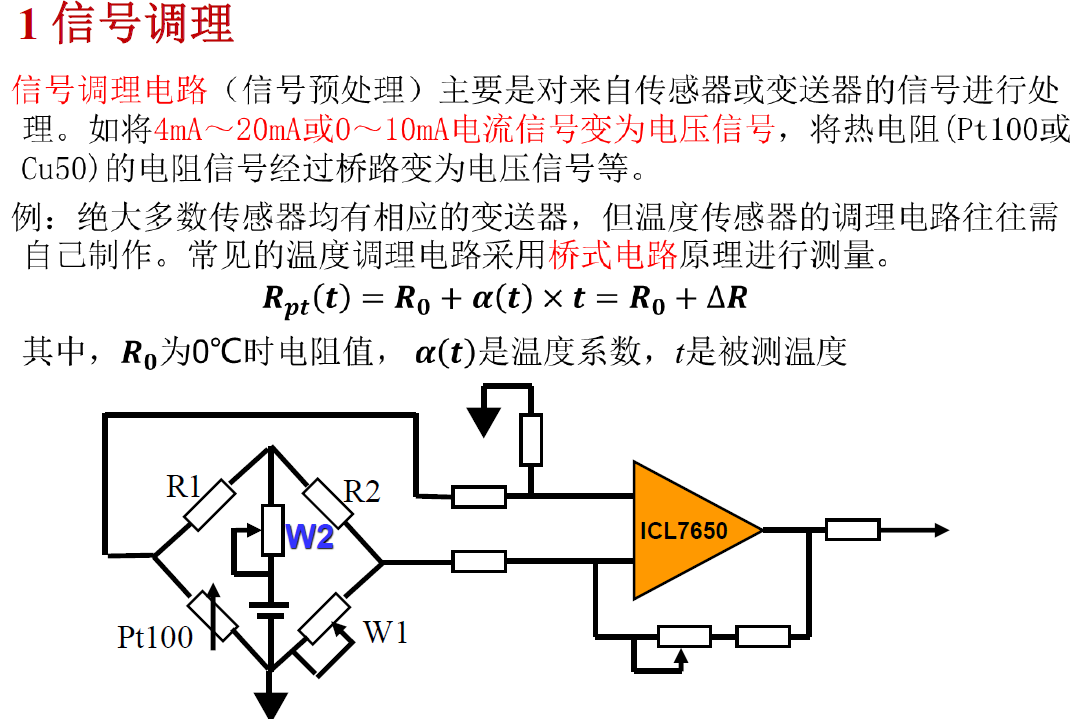 1 信号调理
信号调理电路（信号预处理）主要是对来自传感器或变送器的信号进行处
理。如将4mA～20mA或0～10mA电流信号变为电压信号，将热电阻(Pt100或
Cu50)的电阻信号经过桥路变为电压信号等。
例：绝大多数传感器均有相应的变送器，但温度传感器的调理电路往往需
自己制作。常见的温度调理电路采用桥式电路原理进行测量。
R_{pt}(t) = R_0 + α(t) × t = R_0 + ΔR
其中，R_0为0℃时电阻值， α(t)是温度系数，t是被测温度
R1
R2
W2
ICL7650
Pt100
W1